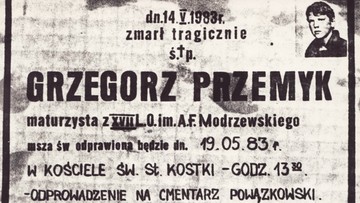 dn. 14.V.1983r.
zmarł tragicznie
ś.†p.
GRZEGORZ PRZEMYK
maturzysta z XVII L.O. im. A.F. Modrzewskiego
msza św odprawiona będzie dn. 19.05.83 r.
W KOŚCIELE ŚW. ST. KOSTKI - GODZ. 13³⁰
-ODPROWADZENIE NA CMENTARZ POWĄZKOWSKI.